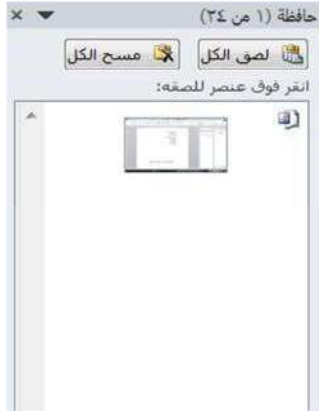 حافظة (١ من ٢٤)
لصق الكل مسح الكل
انقر فوق عنصر للصقه: